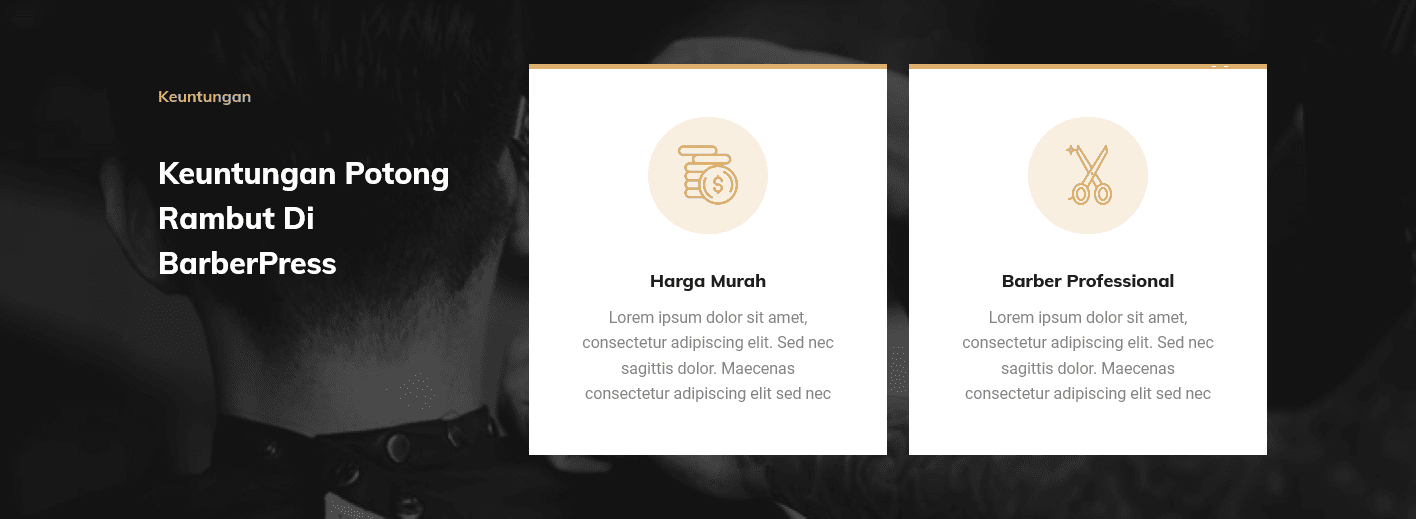 Keuntungan
Keuntungan Potong
Rambut Di
BarberPress
Harga Murah
Lorem ipsum dolor sit amet,
consectetur adipiscing elit. Sed nec
sagittis dolor. Maecenas
consectetur adipiscing elit sed nec
Barber Professional
Lorem ipsum dolor sit amet,
consectetur adipiscing elit. Sed nec
sagittis dolor. Maecenas
consectetur adipiscing elit sed nec